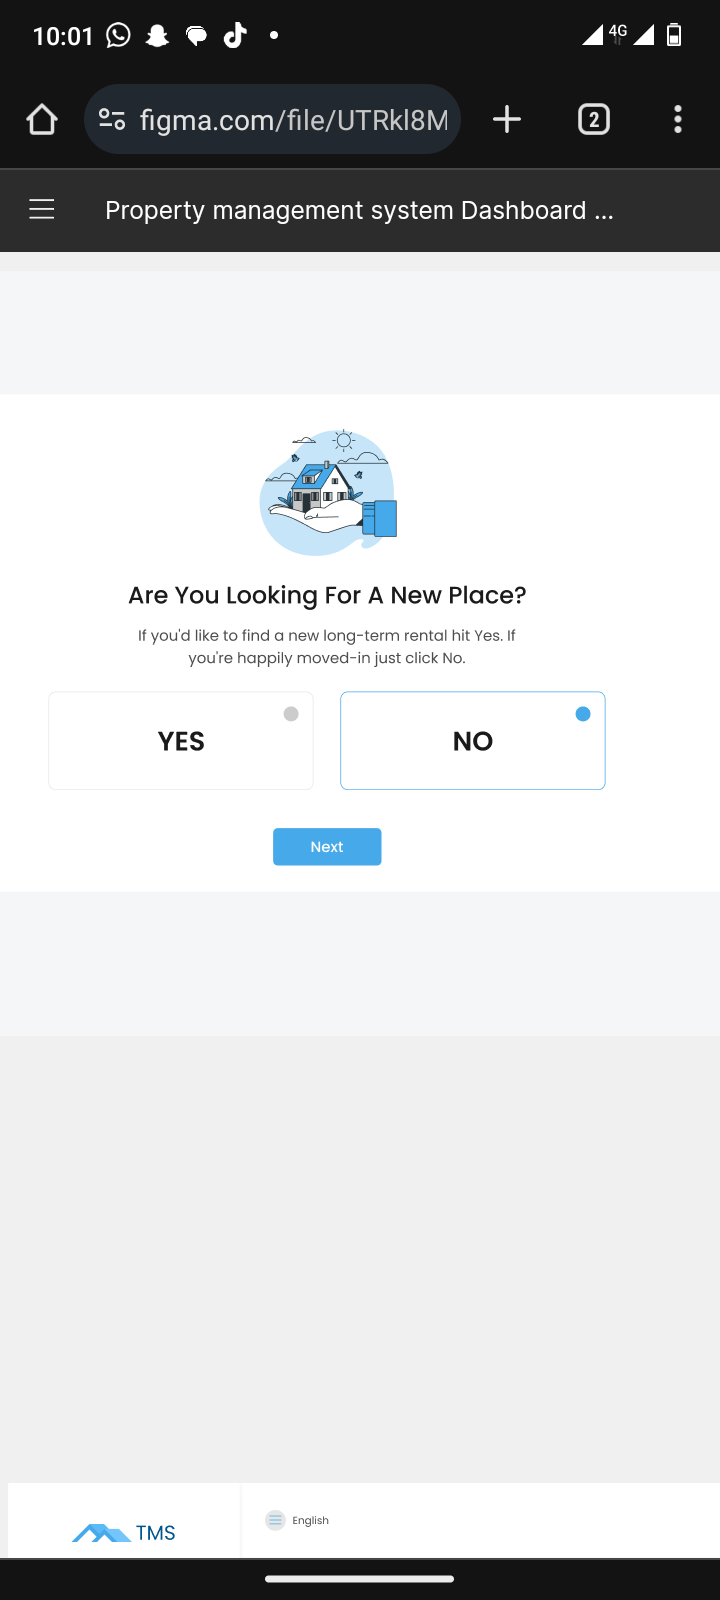 10:01
4G
figma.com/file/UTRkl8M
2
Property management system Dashboard ...
Are You Looking For A New Place?
If you'd like to find a new long-term rental hit Yes. If
you're happily moved-in just click No.
YES
NO
Next
TMS
English